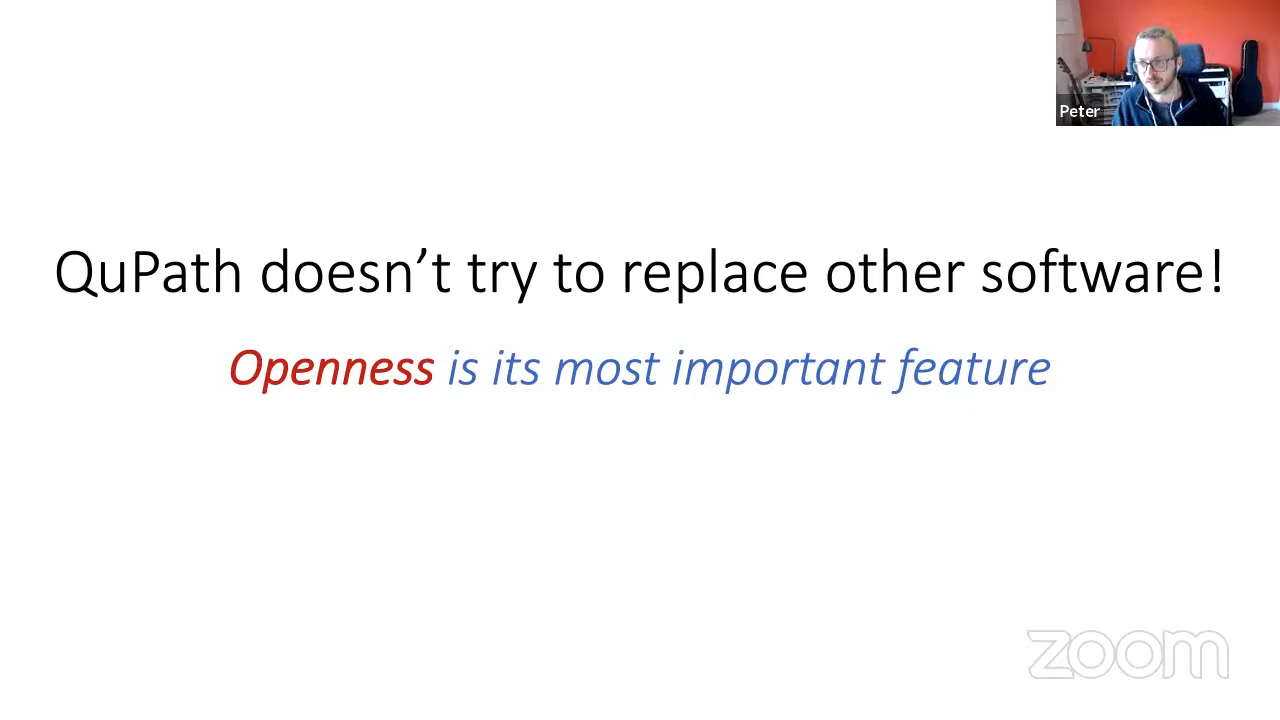 Peter
QuPath doesn’t try to replace other software!
Openness is its most important feature
zoom